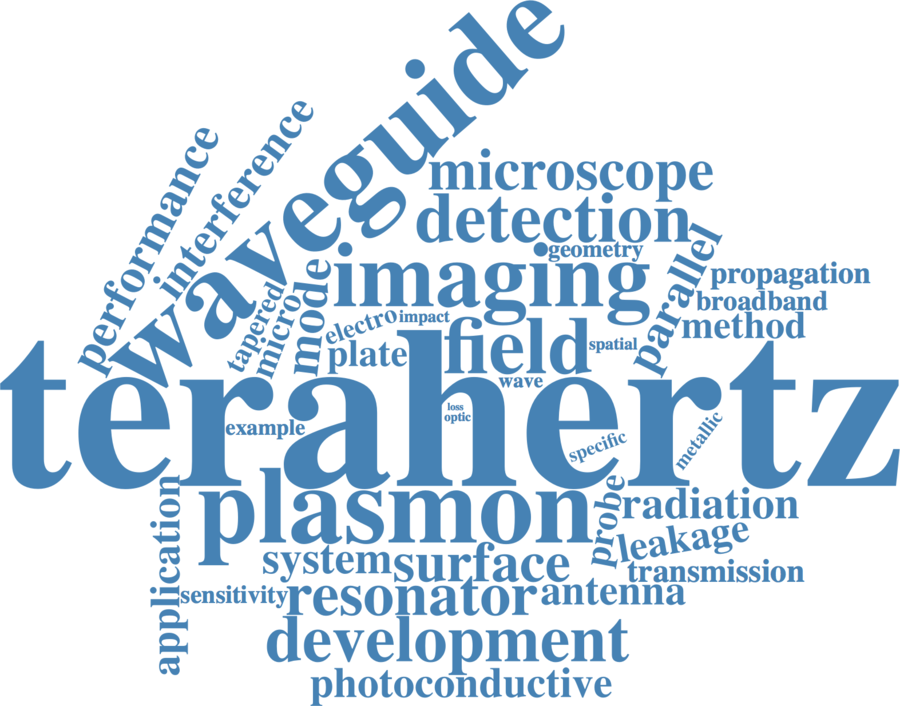 waveguide
performance
interference
microscope
detection
geometry
imaging
parallel
propagation
broadband
method
tapered
micro
mode
electro
impact
plate
field
spatial
wave
terahertz
loss
optic
example
specific
metallic
plasmon
probe
radiation
leakage
transmission
application
system
surface
sensitivity
resonator
antenna
development
photoconductive